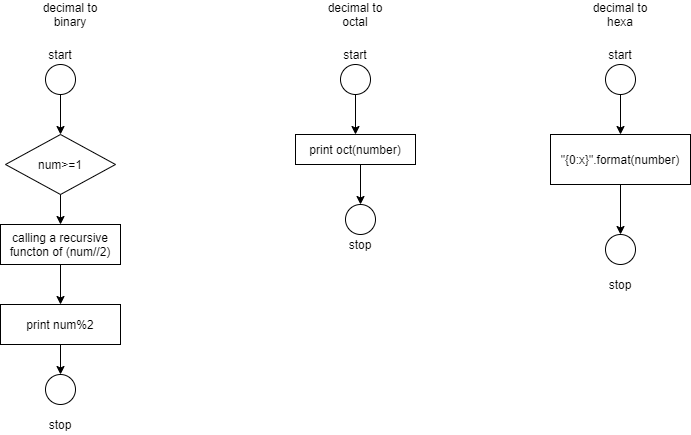 decimal to
binary
start
num>=1
calling a recursive
functon of (num//2)
print num%2
stop
decimal to
octal
start
print oct(number)
stop
decimal to
hexa
start
"{0:x}".format(number)
stop